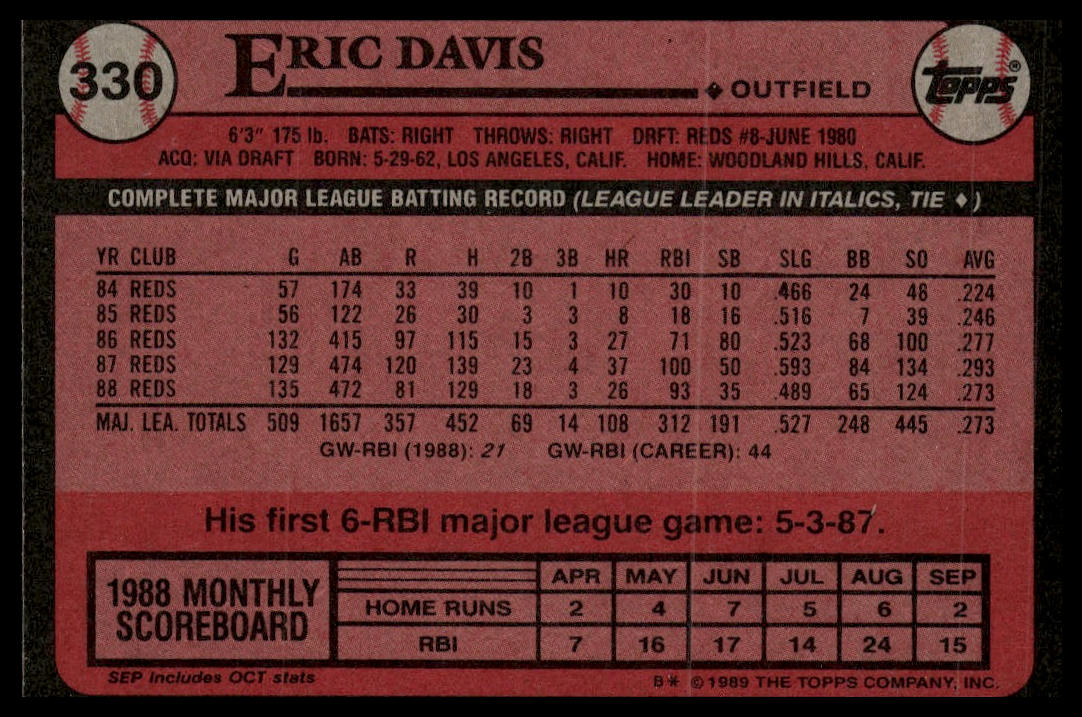 330
ERIC DAVIS
♦ OUTFIELD
Topps®
6'3" 175 lb. BATS: RIGHT THROWS: RIGHT DRFT: REDS #8-JUNE 1980
ACQ: VIA DRAFT BORN: 5-29-62, LOS ANGELES, CALIF. HOME: WOODLAND HILLS, CALIF.
COMPLETE MAJOR LEAGUE BATTING RECORD (LEAGUE LEADER IN ITALICS, TIE ♦)
YR CLUB G AB R H 2B 3B HR RBI SB SLG BB SO AVG
84 REDS 57 174 33 39 10 1 10 30 10 .466 24 48 .224
85 REDS 56 122 26 30 3 3 8 18 16 .516 7 39 .246
86 REDS 132 415 97 115 15 3 27 71 80 .523 68 100 .277
87 REDS 129 474 120 139 23 4 37 100 50 .593 84 134 .293
88 REDS 135 472 81 129 18 3 26 93 35 .489 65 124 .273
MAJ. LEA. TOTALS 509 1657 357 452 69 14 108 312 191 .527 248 445 .273
GW-RBI (1988): 21 GW-RBI (CAREER): 44
His first 6-RBI major league game: 5-3-87.
1988 MONTHLY
SCOREBOARD
APR MAY JUN JUL AUG SEP
HOME RUNS 2 4 7 5 6 2
RBI 7 16 17 14 24 15
SEP includes OCT stats
B* ©1989 THE TOPPS COMPANY, INC.